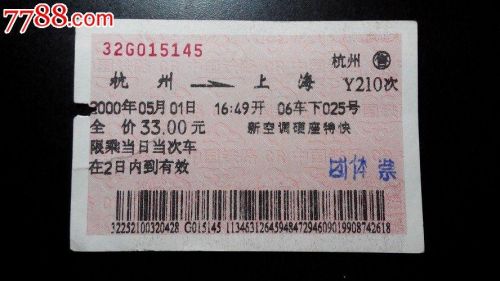 7788.com
32G015145
杭州 售
杭州 → 上海 Y210次
2000年05月01日 16:49开 06车下025号
全价33.00元 新空调硬座特快
限乘当日当次车
在2日内到有效
团体票
32252100320428 G015145 1134631264594847294609019908742618